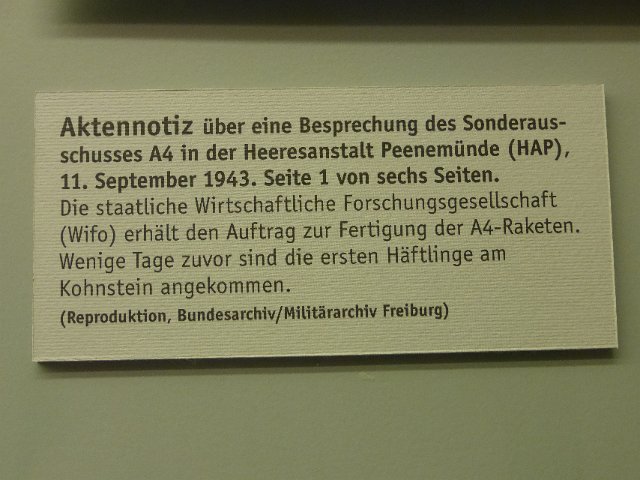 Aktennotiz über eine Besprechung des Sonderaus-
schusses A4 in der Heeresanstalt Peenemünde (HAP),
11. September 1943. Seite 1 von sechs Seiten.
Die staatliche Wirtschaftliche Forschungsgesellschaft
(Wifo) erhält den Auftrag zur Fertigung der A4-Raketen.
Wenige Tage zuvor sind die ersten Häftlinge am
Kohnstein angekommen.
(Reproduktion, Bundesarchiv/Militärarchiv Freiburg)